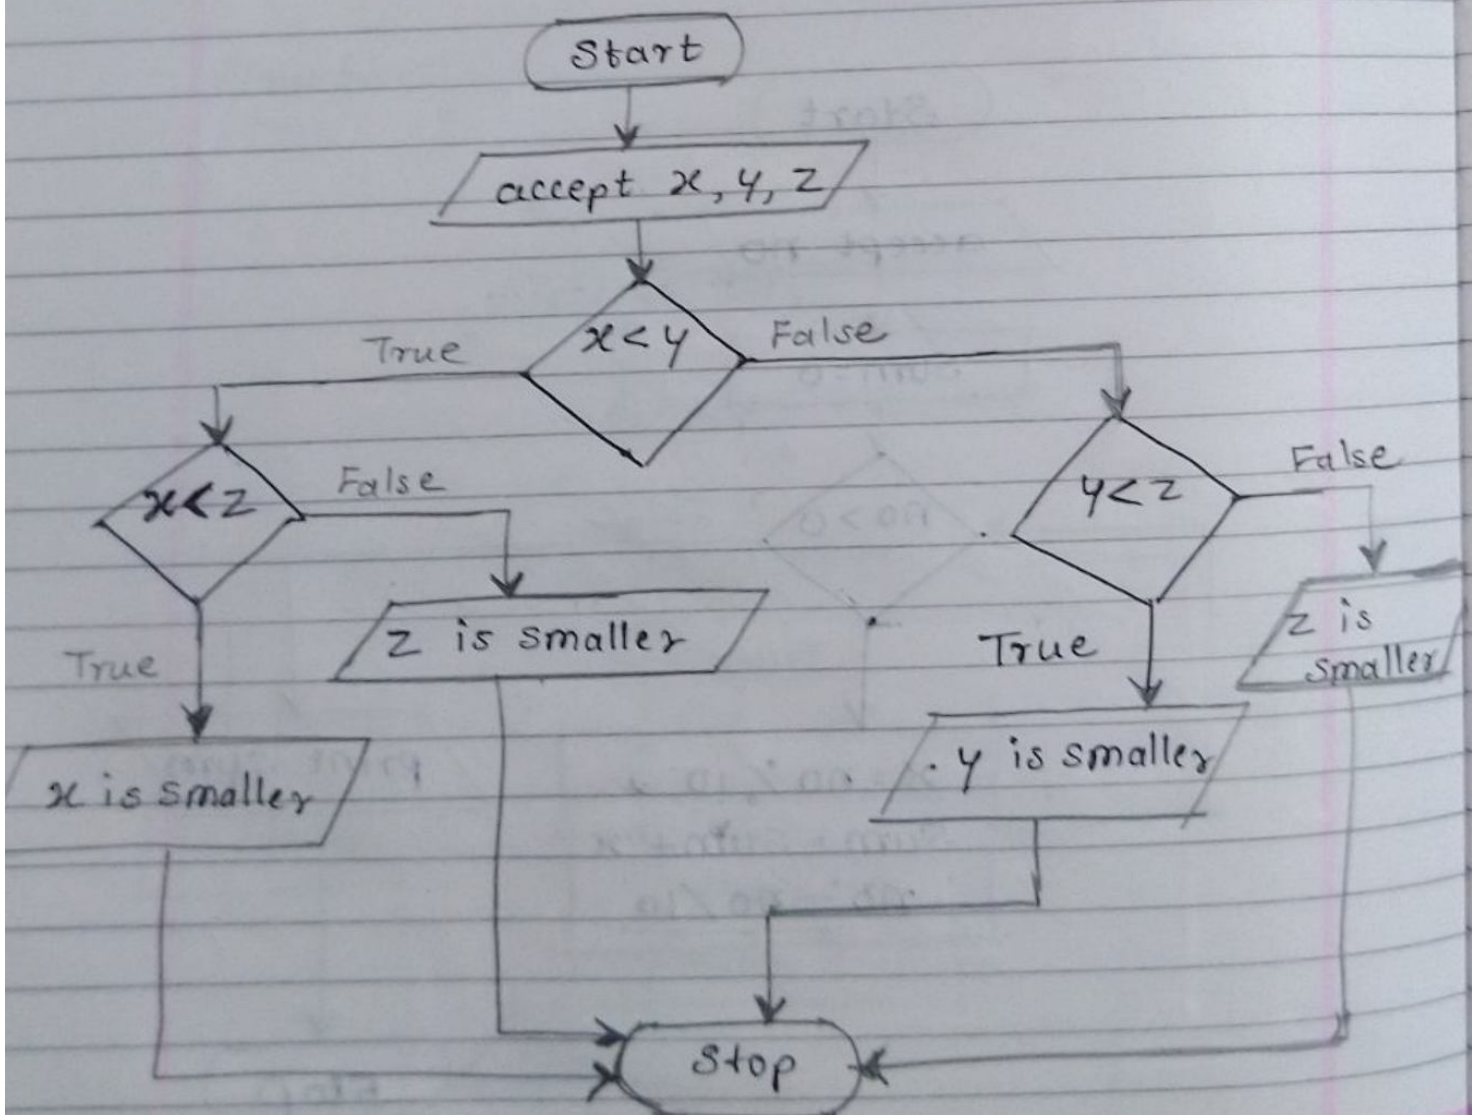 Start
accept x, y, z
x < y
True
False
x < z
False
y < z
False
z is smaller
True
z is
smaller
True
y is smaller
x is smaller
Stop